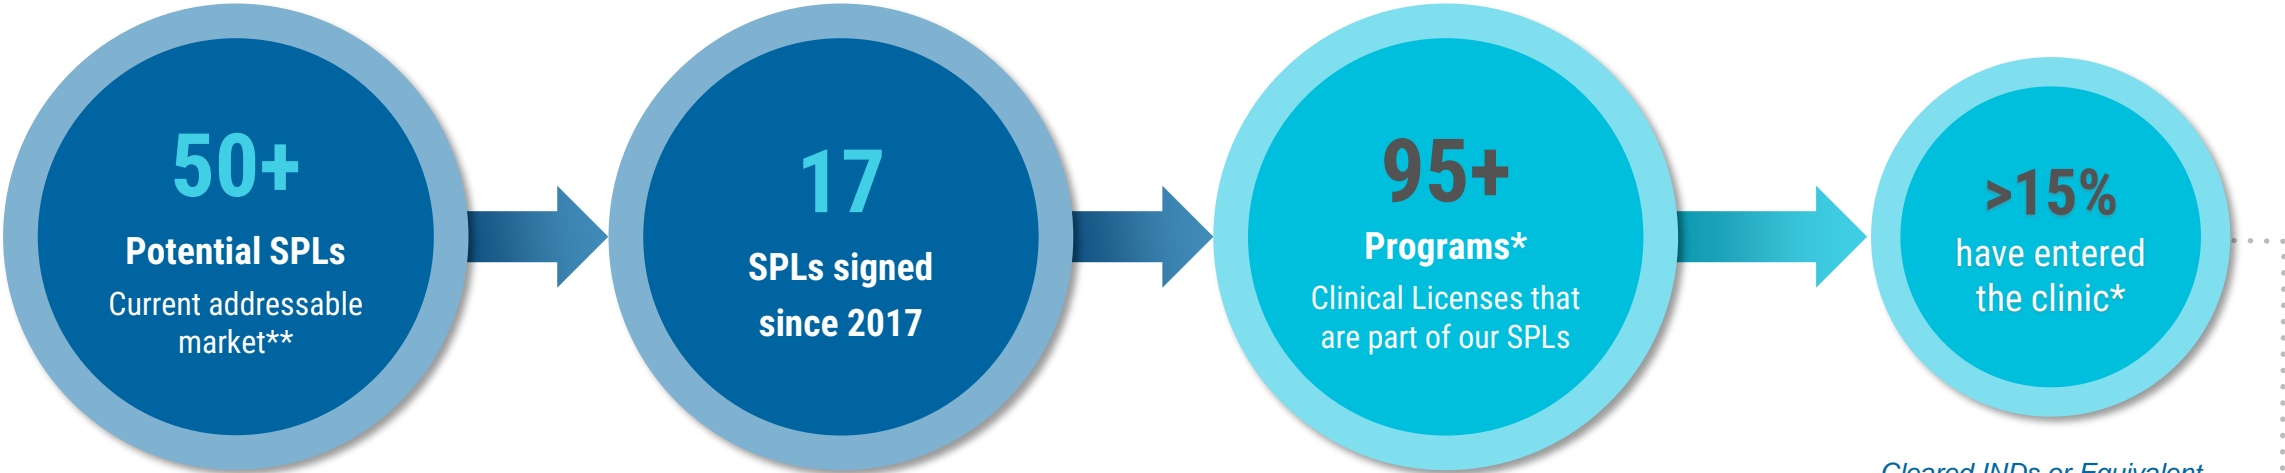 50+
Potential SPLs
Current addressable
market**
17
SPLs signed
since 2017
95+
Programs*
Clinical Licenses that
are part of our SPLs
>15%
have entered
the clinic*
Cleared INDs or Equivalent